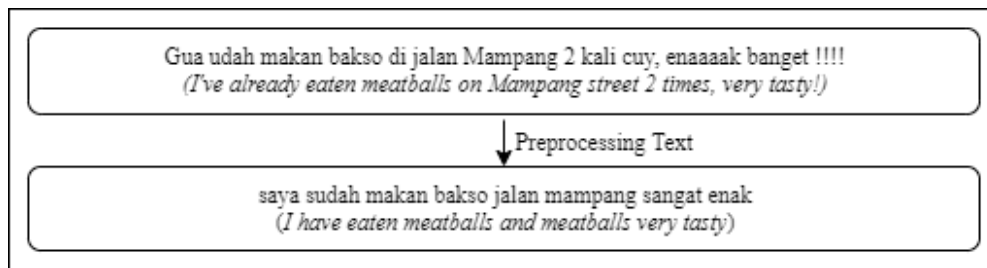 Gua udah makan bakso di jalan Mampang 2 kali cuy, enaaaak banget !!!!
(I've already eaten meatballs on Mampang street 2 times, very tasty!)
Preprocessing Text
saya sudah makan bakso jalan mampang sangat enak
(I have eaten meatballs and meatballs very tasty)